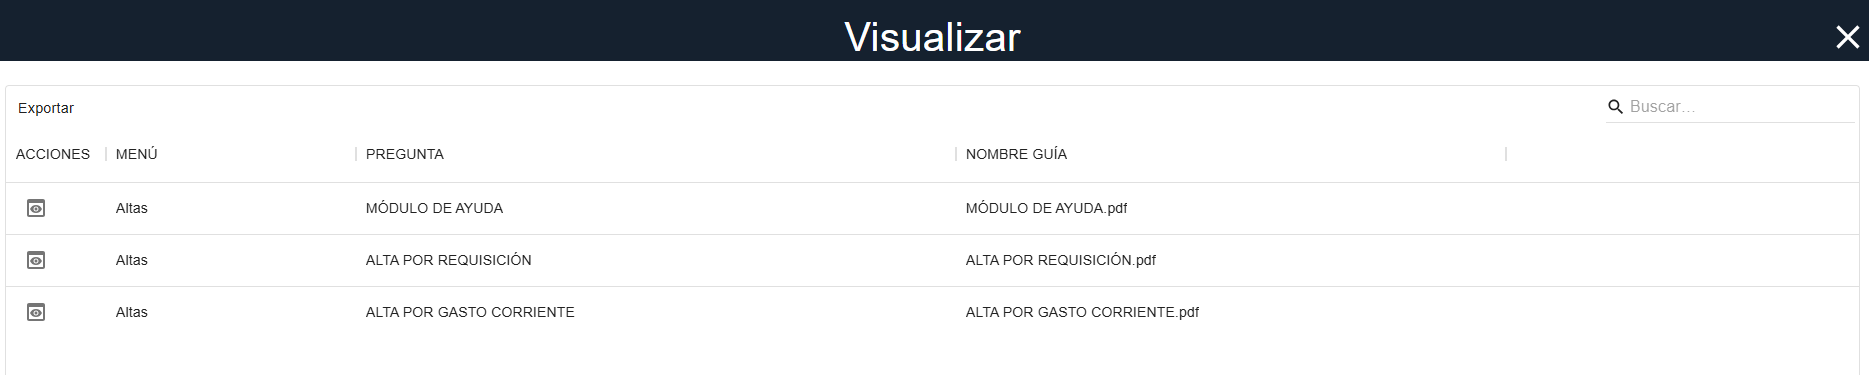 Visualizar
Exportar
Buscar...
ACCIONES MENÚ PREGUNTA NOMBRE GUÍA
Altas MÓDULO DE AYUDA MÓDULO DE AYUDA.pdf
Altas ALTA POR REQUISICIÓN ALTA POR REQUISICIÓN.pdf
Altas ALTA POR GASTO CORRIENTE ALTA POR GASTO CORRIENTE.pdf